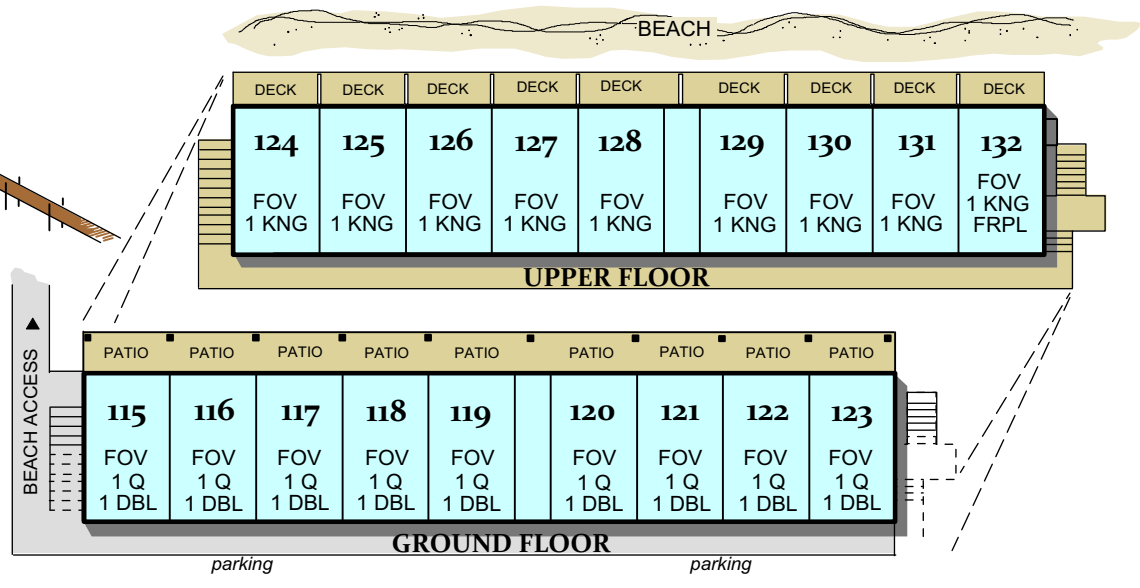 BEACH
DECK DECK DECK DECK DECK DECK DECK DECK DECK
124 125 126 127 128 129 130 131 132
FOV FOV FOV FOV FOV FOV FOV FOV FOV
1 KNG 1 KNG 1 KNG 1 KNG 1 KNG 1 KNG 1 KNG 1 KNG 1 KNG
FRPL
UPPER FLOOR
BEACH ACCESS ▲
PATIO PATIO PATIO PATIO PATIO PATIO PATIO PATIO PATIO
115 116 117 118 119 120 121 122 123
FOV FOV FOV FOV FOV FOV FOV FOV FOV
1 Q 1 Q 1 Q 1 Q 1 Q 1 Q 1 Q 1 Q 1 Q
1 DBL 1 DBL 1 DBL 1 DBL 1 DBL 1 DBL 1 DBL 1 DBL 1 DBL
GROUND FLOOR
parking parking